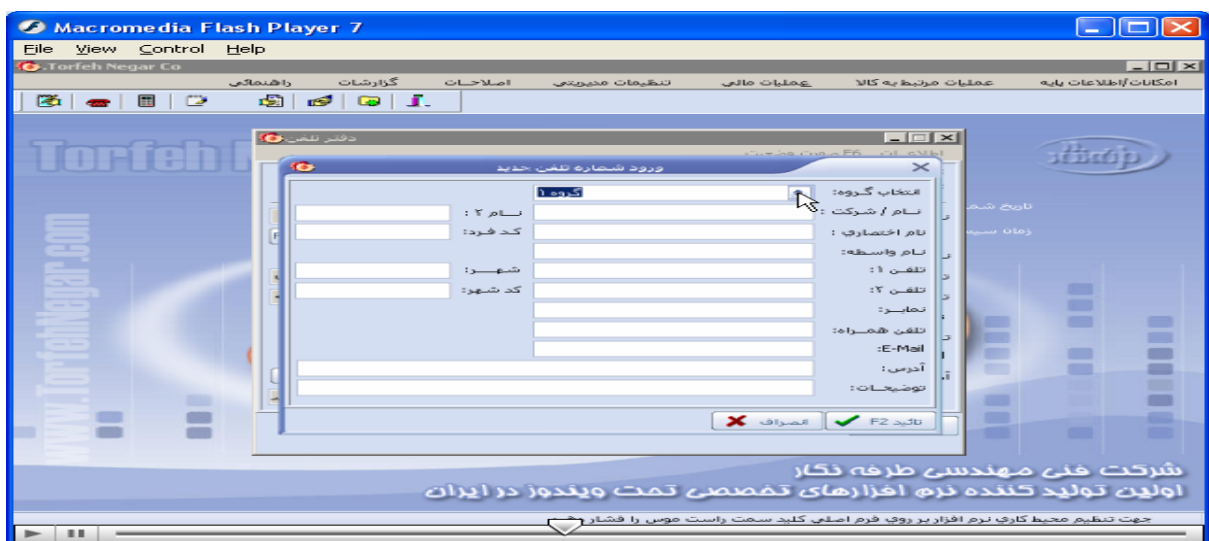 Macromedia Flash Player 7
File View Control Help
.Torfeh Negar Co
امکانات/اطلاعات پایه عملیات مرتبط به کالا عملیات مالی تنظیمات مدیریتی اصلاحات گزارشات راهنمائی
دفتر تلفن
ورود شماره تلفن جدید
انتخاب گروه: گروه ۱
نام / شرکت : نام ۲ :
نام اختصاری : کد فرد:
نام واسطه:
تلفن ۱: شهر:
تلفن ۲: کد شهر:
نمابر:
تلفن همراه:
E-Mail:
آدرس:
توضیحات:
تائید F2 انصراف
www.TorfehNegar.com
شرکت فنی مهندسی طرفه نگار
اولین تولید کننده نرم افزارهای تخصصی تحت ویندوز در ایران
جهت تنظیم محیط کاری نرم افزار بر روی فرم اصلی کلید سمت راست موس را فشار